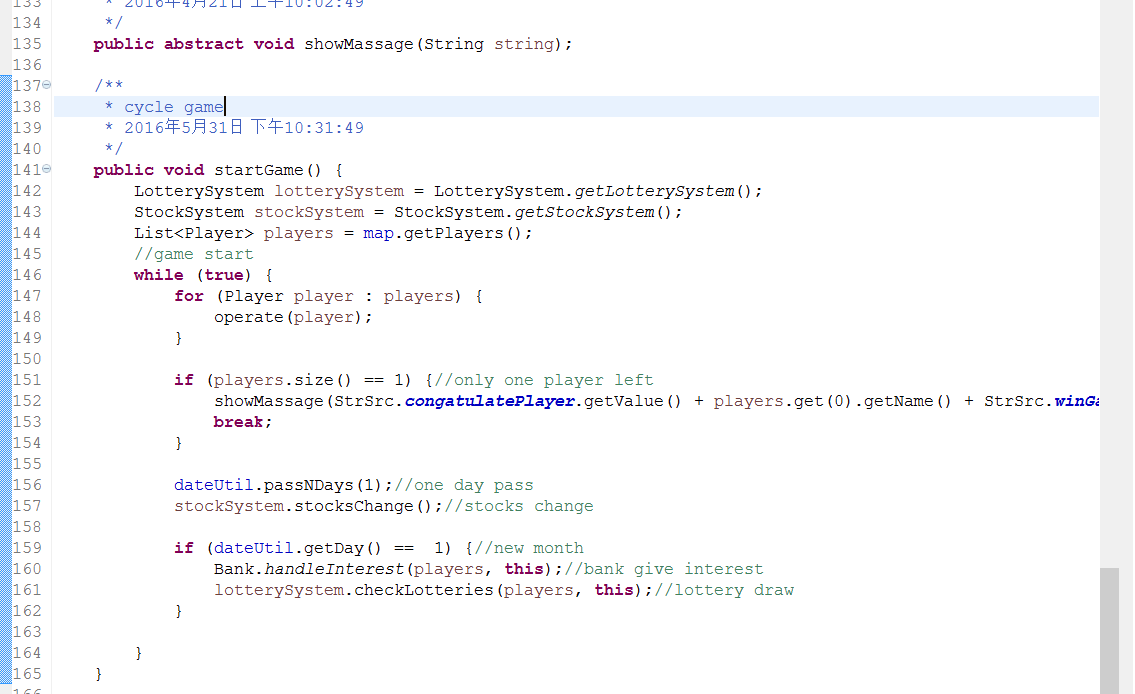 133 * 2016年4月21日 上午10:02:49
134 */
135 public abstract void showMassage(String string);
136
137 /**
138 * cycle game
139 * 2016年5月31日 下午10:31:49
140 */
141 public void startGame() {
142 LotterySystem lotterySystem = LotterySystem.getLotterySystem();
143 StockSystem stockSystem = StockSystem.getStockSystem();
144 List<Player> players = map.getPlayers();
145 //game start
146 while (true) {
147 for (Player player : players) {
148 operate(player);
149 }
150
151 if (players.size() == 1) {//only one player left
152 showMassage(StrSrc.congatulatePlayer.getValue() + players.get(0).getName() + StrSrc.
153 break;
154 }
155
156 dateUtil.passNDays(1);//one day pass
157 stockSystem.stocksChange();//stocks change
158
159 if (dateUtil.getDay() ==  1) {//new month
160 Bank.handleInterest(players, this);//bank give interest
161 lotterySystem.checkLotteries(players, this);//lottery draw
162 }
163
164 }
165 }